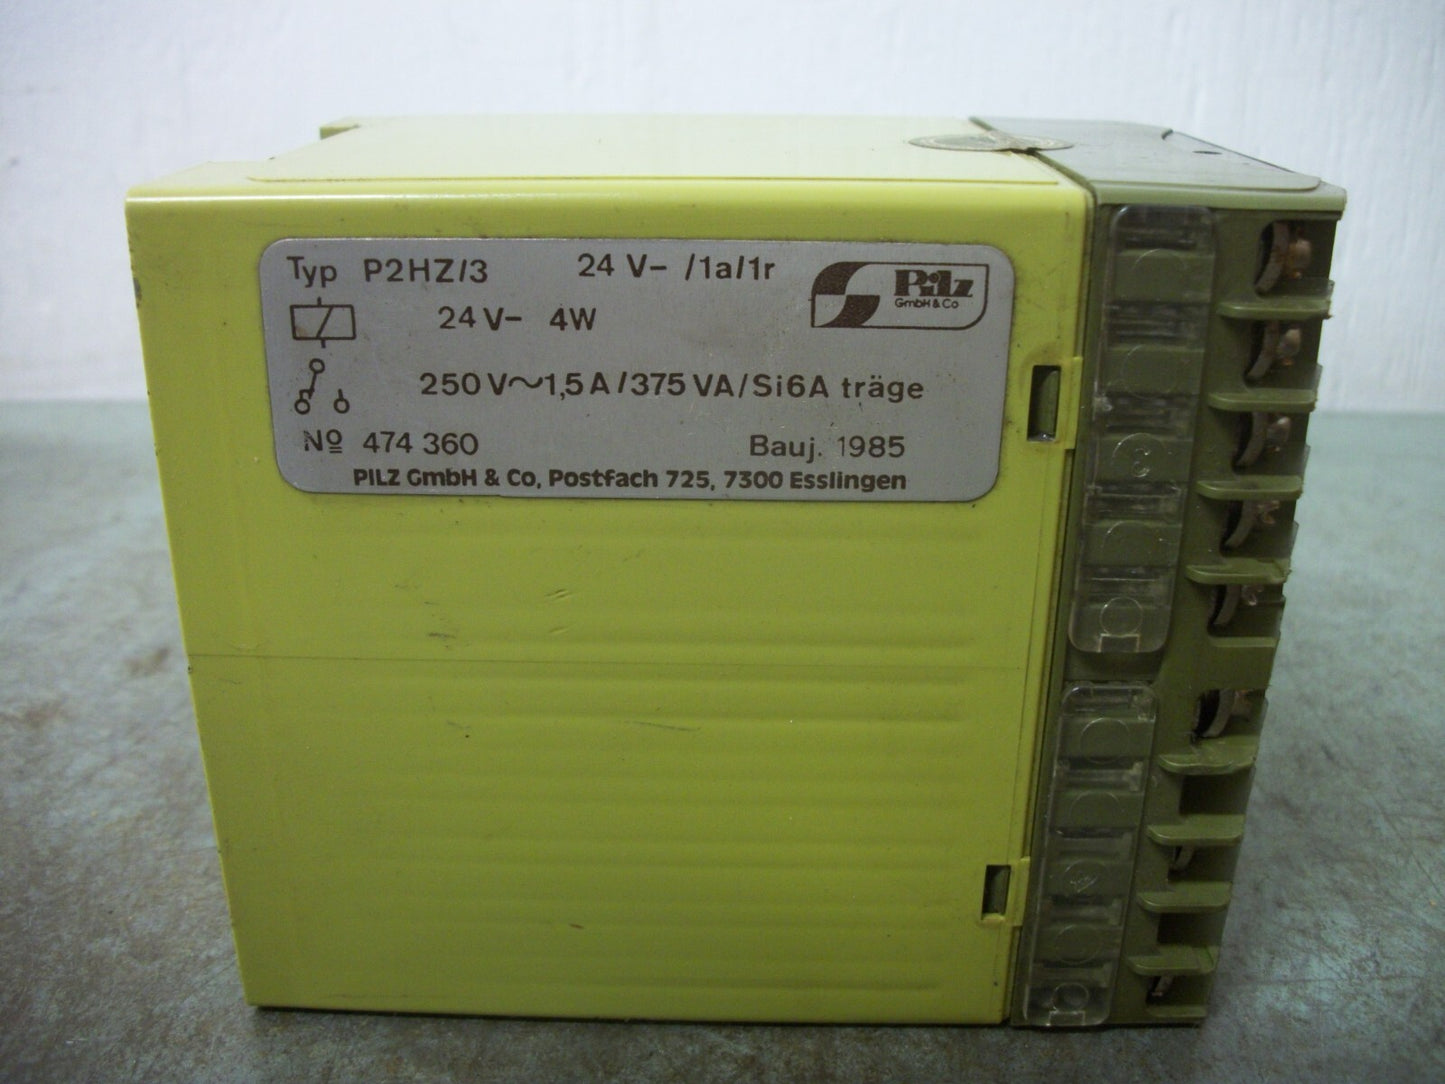 Typ P2HZ/3 24 V- /1a/1r
Pilz
GmbH & Co
24 V- 4W
250 V~1,5 A/375 VA/Si6A träge
Nº 474 360 Bauj. 1985
PILZ GmbH & Co, Postfach 725, 7300 Esslingen